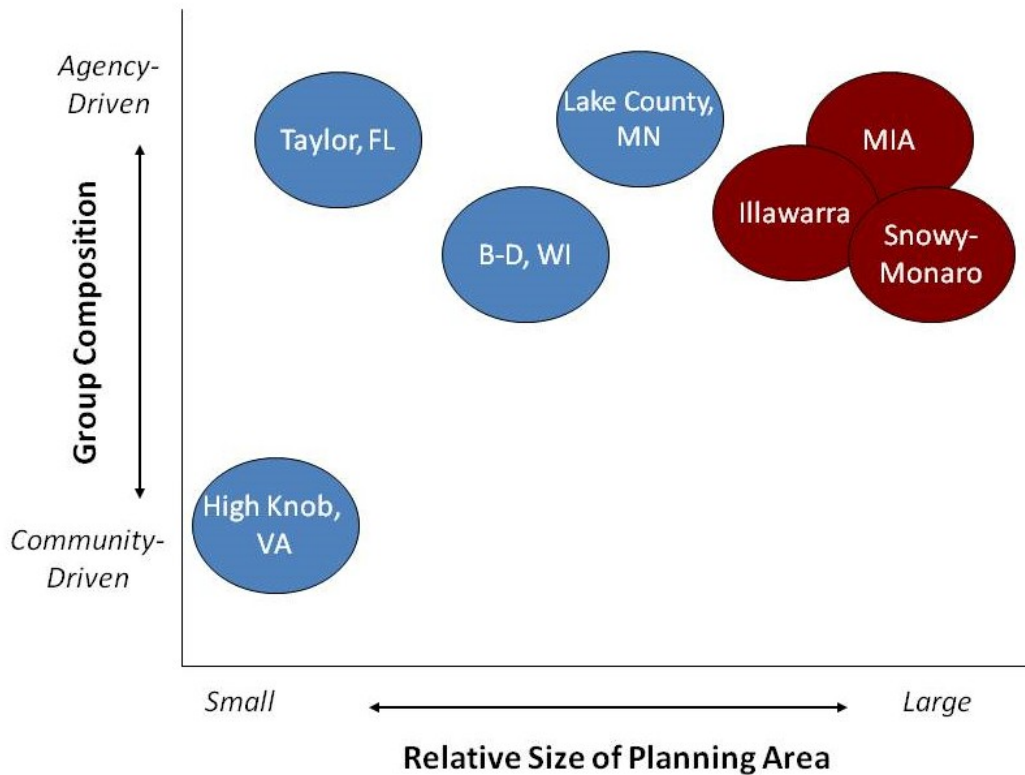 Agency-
Driven
Group Composition
Community-
Driven
Taylor, FL
Lake County,
MN
MIA
B-D, WI
Illawarra
Snowy-
Monaro
High Knob,
VA
Small
Large
Relative Size of Planning Area